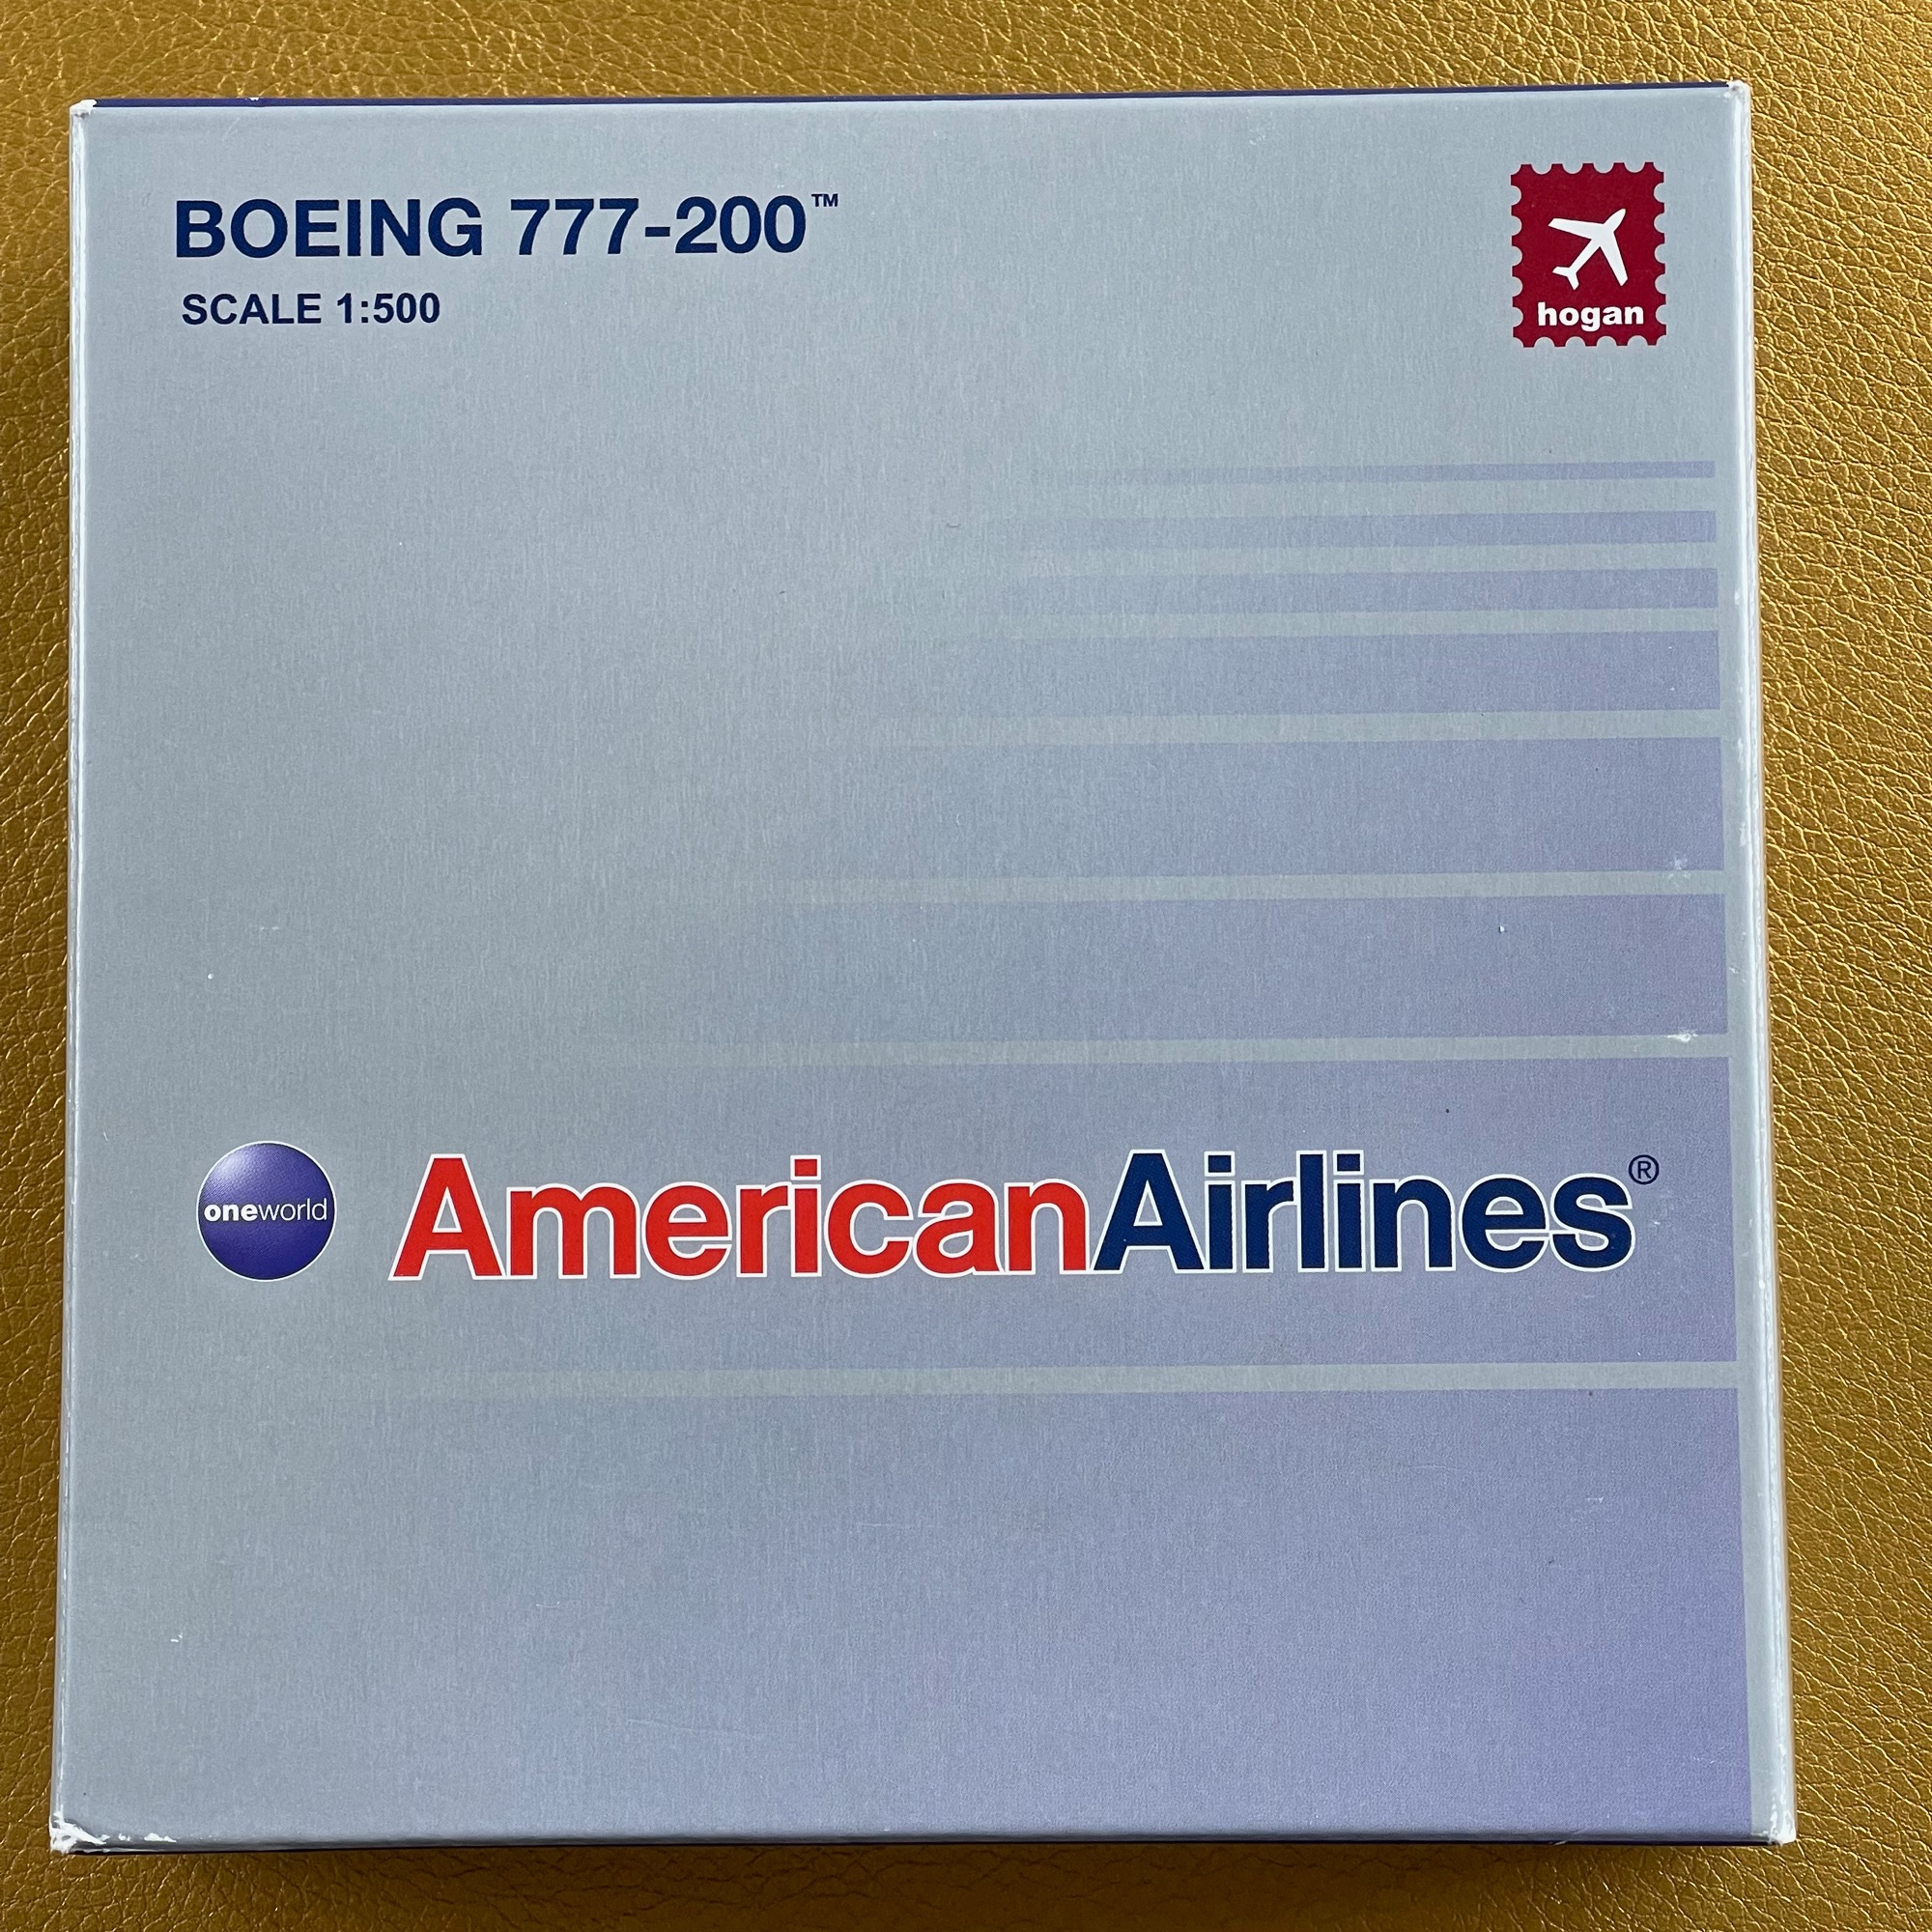 BOEING 777-200™
SCALE 1:500
hogan
oneworld
AmericanAirlines®